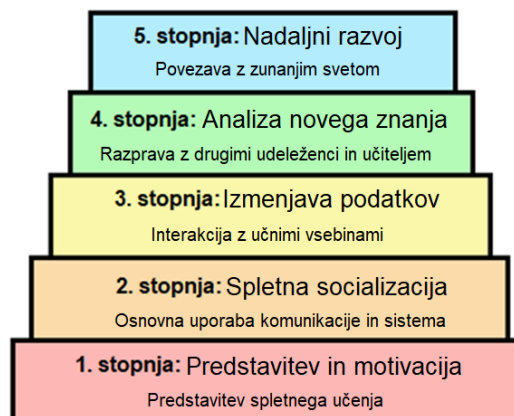 5. stopnja: Nadaljni razvoj
Povezava z zunanjim svetom
4. stopnja: Analiza novega znanja
Razprava z drugimi udeleženci in učiteljem
3. stopnja: Izmenjava podatkov
Interakcija z učnimi vsebinami
2. stopnja: Spletna socializacija
Osnovna uporaba komunikacije in sistema
1. stopnja: Predstavitev in motivacija
Predstavitev spletnega učenja